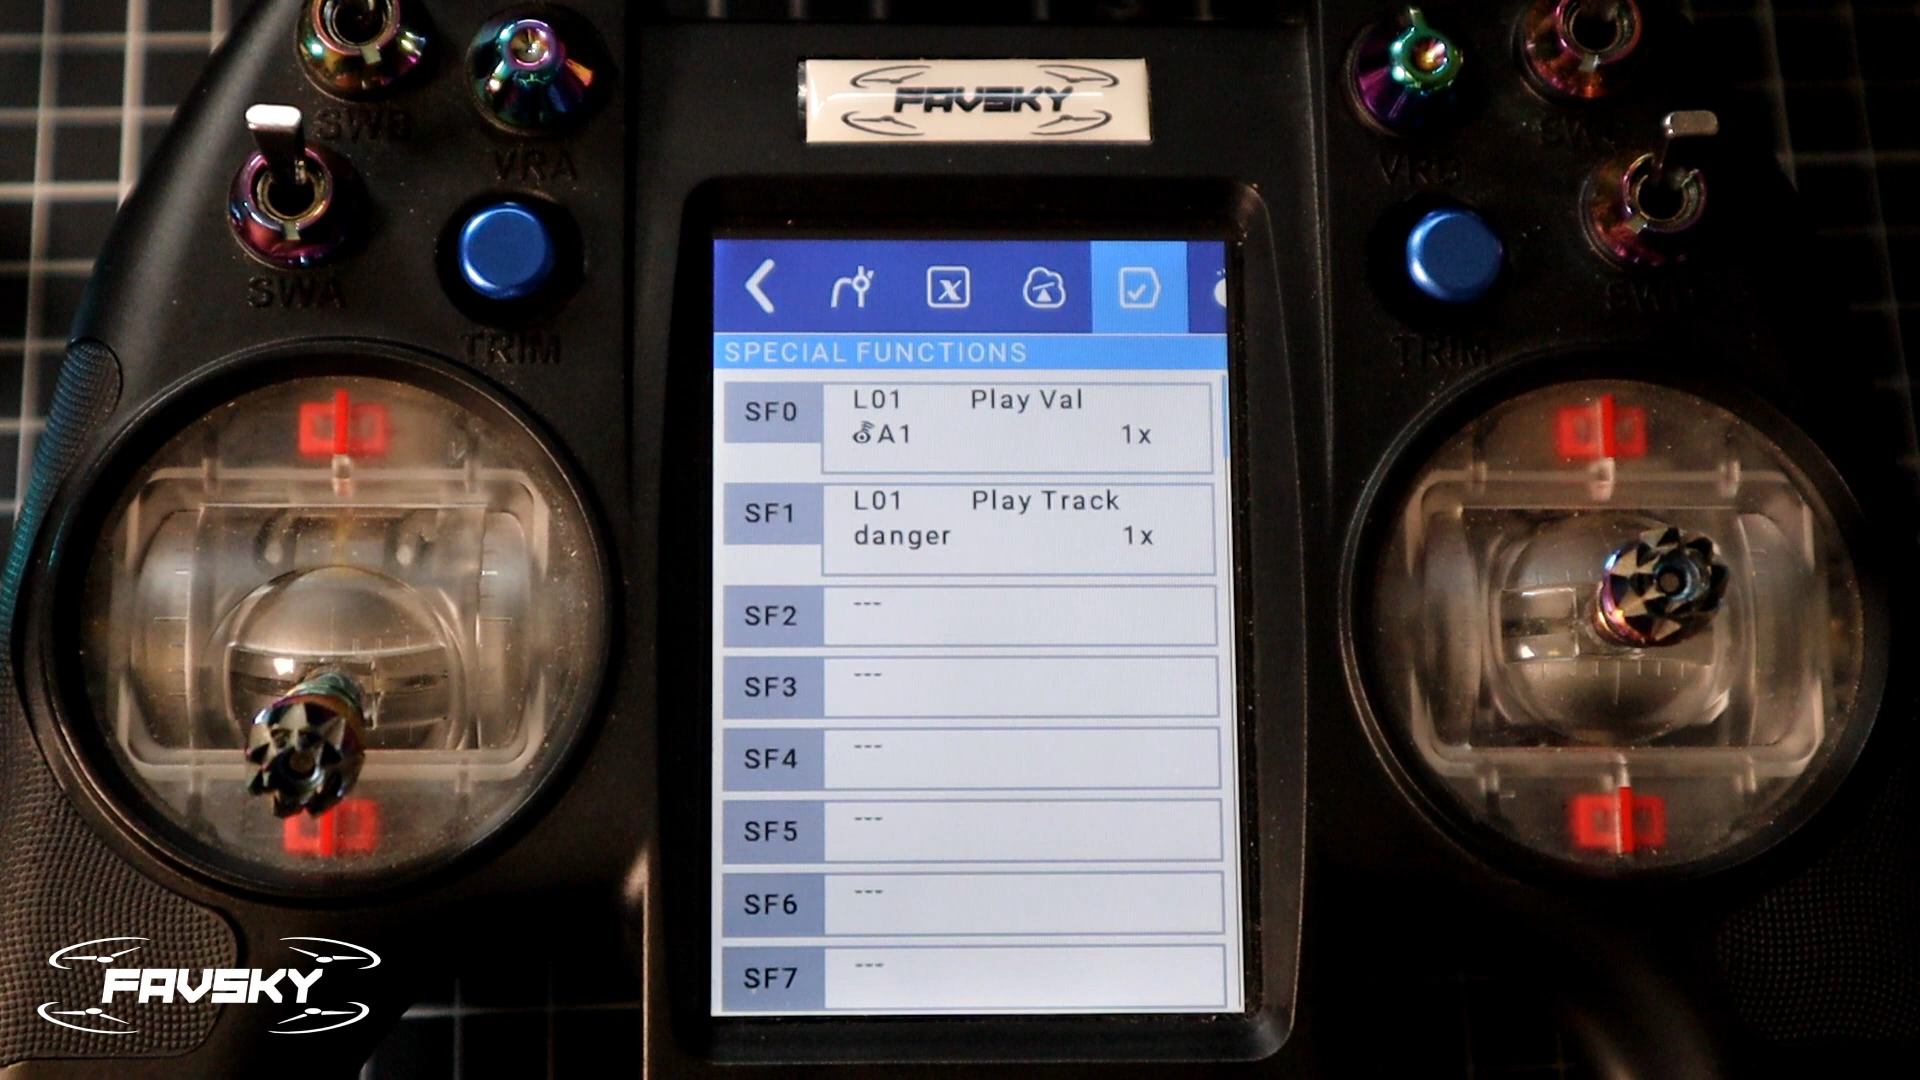 FAVSKY
SWB
VRA
VRB
SWA
TRIM
TRIM
SPECIAL FUNCTIONS
SF0
L01 Play Val
A1 1x
SF1
L01 Play Track
danger 1x
SF2
---
SF3
---
SF4
---
SF5
---
SF6
---
SF7
---
FAVSKY